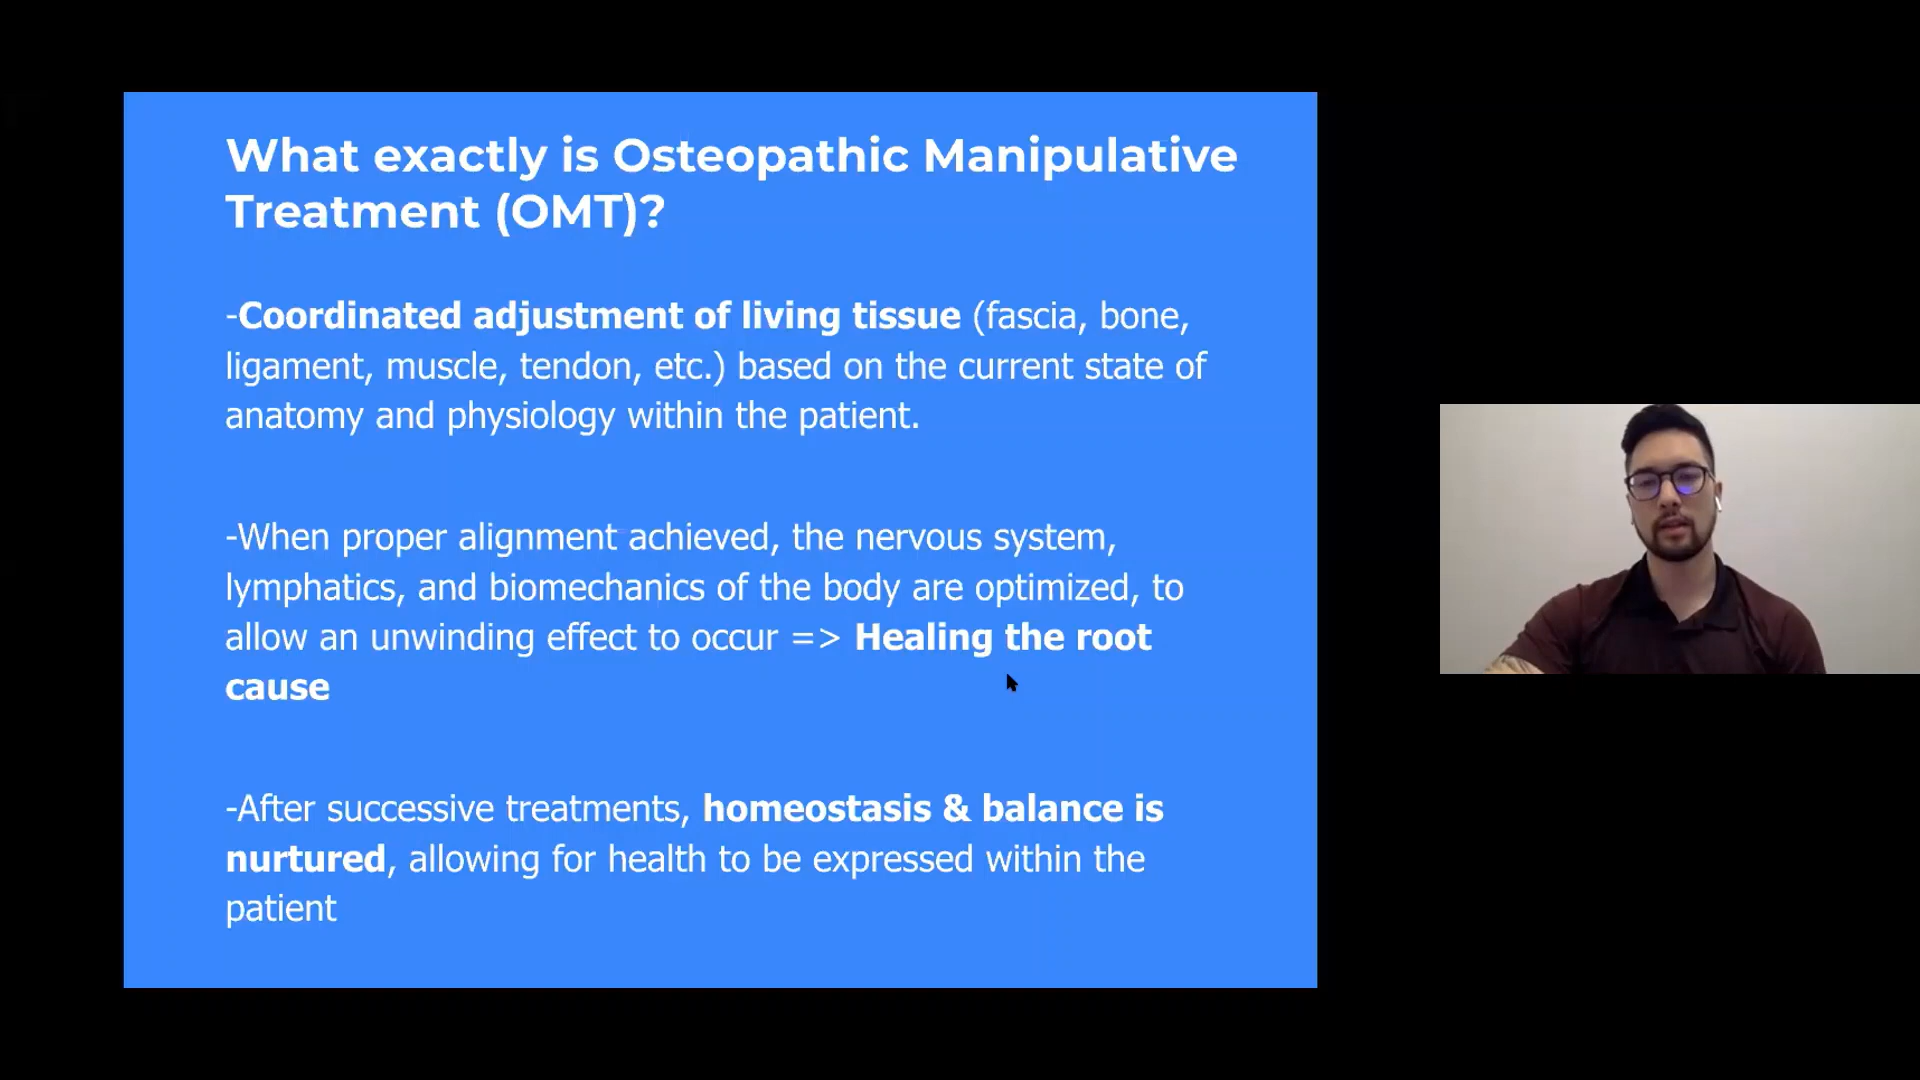 What exactly is Osteopathic Manipulative
Treatment (OMT)?
-Coordinated adjustment of living tissue (fascia, bone,
ligament, muscle, tendon, etc.) based on the current state of
anatomy and physiology within the patient.
-When proper alignment achieved, the nervous system,
lymphatics, and biomechanics of the body are optimized, to
allow an unwinding effect to occur => Healing the root
cause
-After successive treatments, homeostasis & balance is
nurtured, allowing for health to be expressed within the
patient